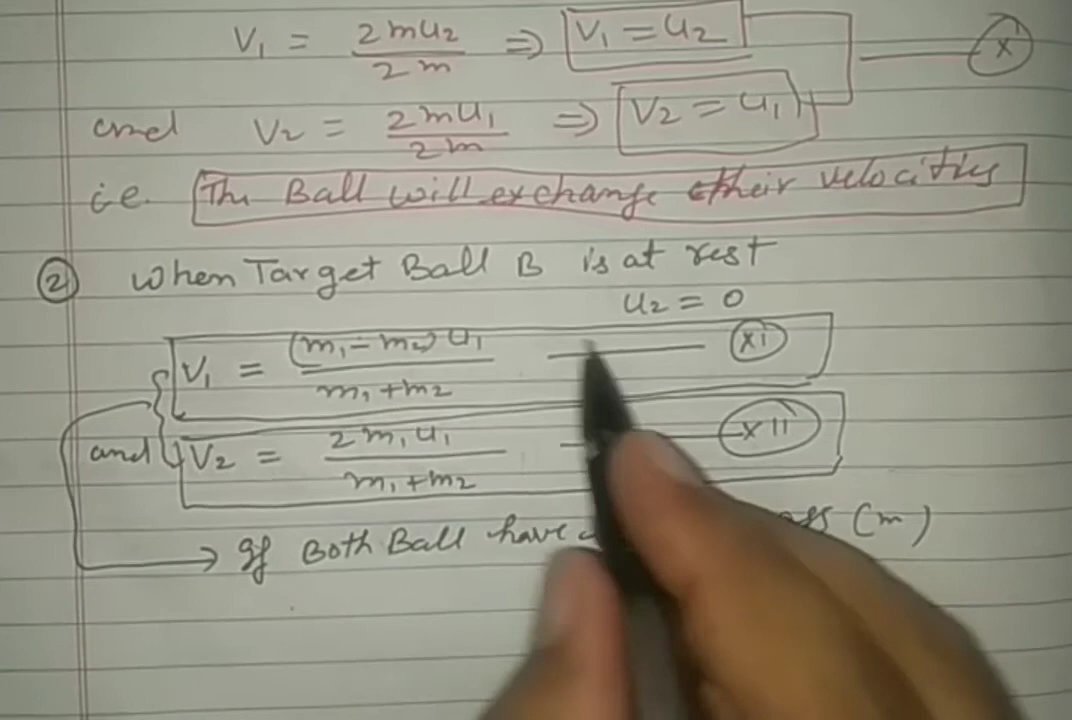 V1 = 2mu2 / 2m ⇒ V1 = u2 (X)
and V2 = 2mu1 / 2m ⇒ V2 = u1
i.e. The Ball will exchange their velocities
(2) When Target Ball B is at rest
u2 = 0
V1 = (m1 - m2) u1 / m1 + m2 (XI)
and V2 = 2m1u1 / m1 + m2 (XII)
→ If Both Ball have (m)